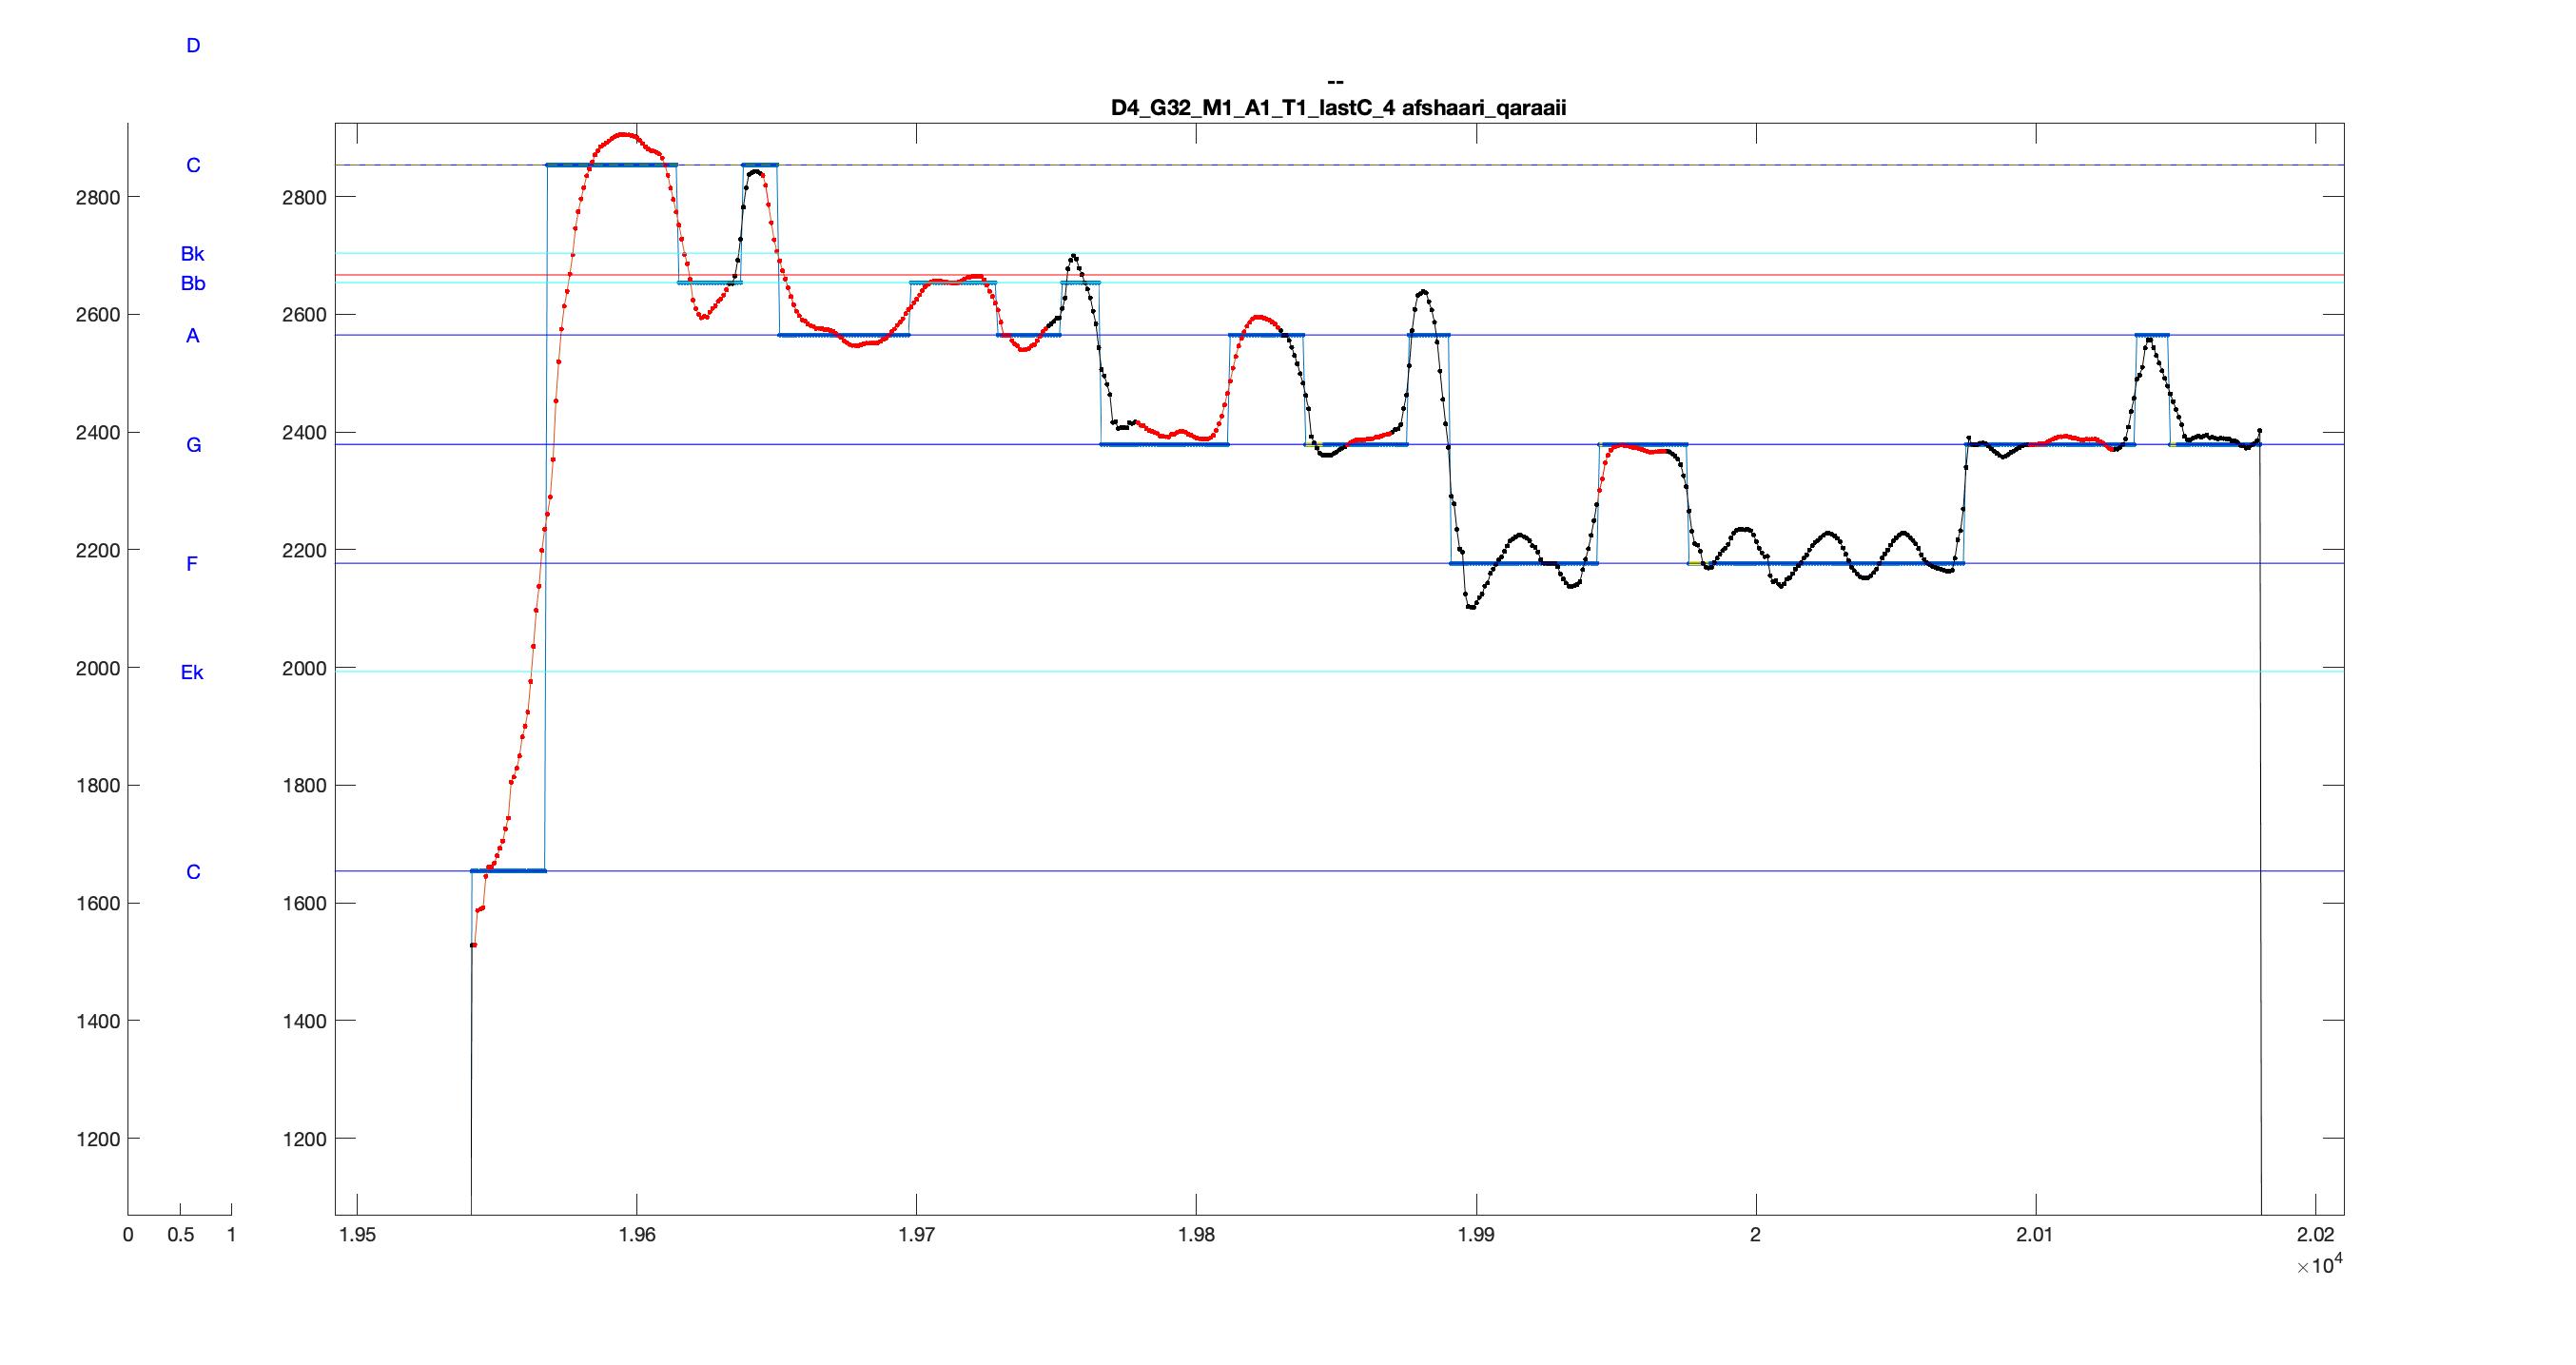 D
--
D4_G32_M1_A1_T1_lastC_4 afshaari_qaraaii
C
2800 2800
Bk
Bb
2600 2600
A
2400 2400
G
2200 2200
F
2000 2000
Ek
1800 1800
C
1600 1600
1400 1400
1200 1200
0 0.5 1 1.95 1.96 1.97 1.98 1.99 2 2.01 2.02
×10^4